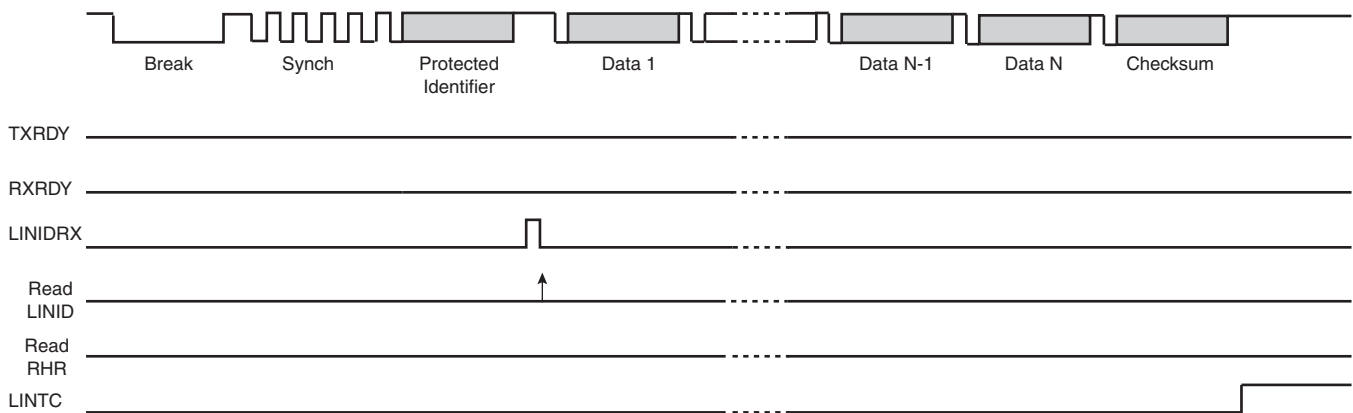 Break
Synch
Protected
Identifier
Data 1
Data N-1
Data N
Checksum
TXRDY
RXRDY
LINIDRX
Read
LINID
Read
RHR
LINTC